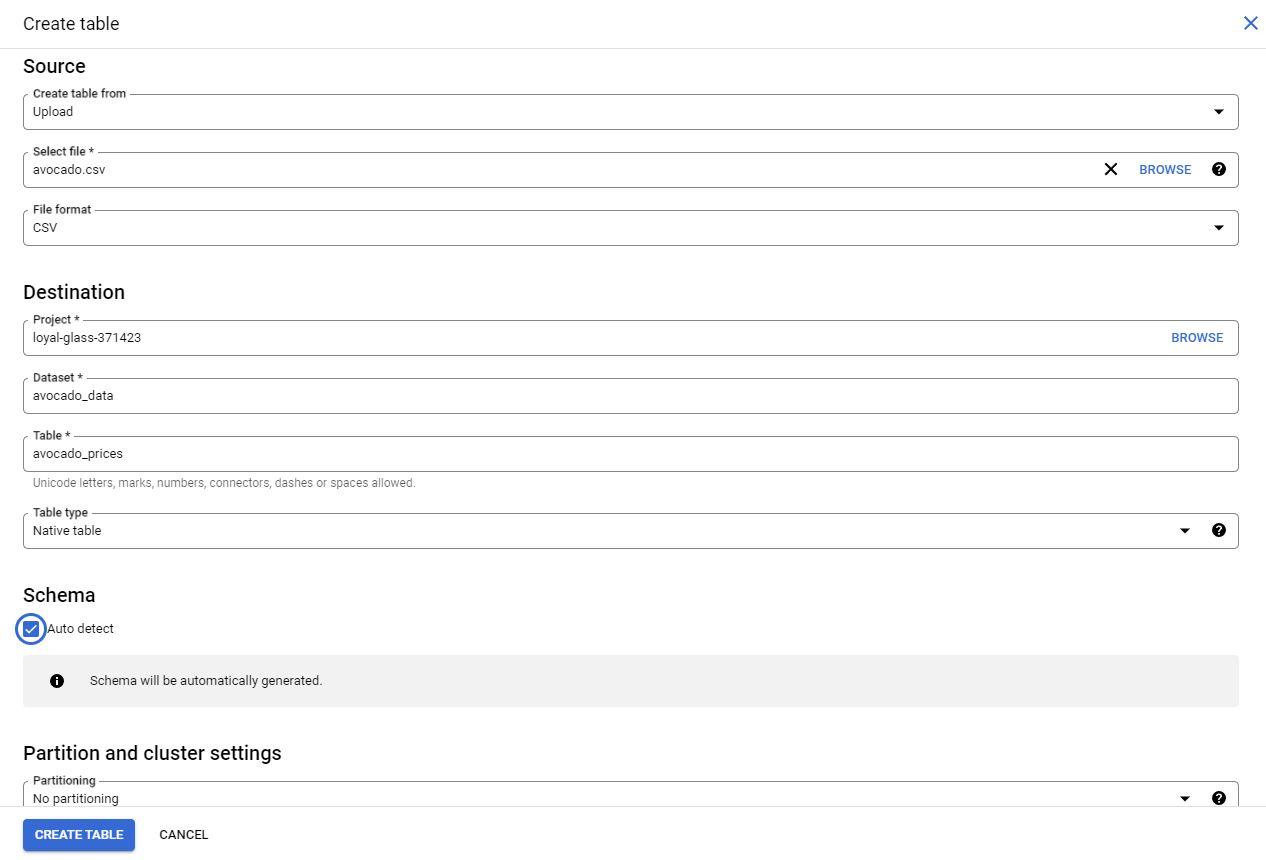 Create table
Source
Create table from
Upload
Select file *
avocado.csv
BROWSE
File format
CSV
Destination
Project *
loyal-glass-371423
BROWSE
Dataset *
avocado_data
Table *
avocado_prices
Unicode letters, marks, numbers, connectors, dashes or spaces allowed.
Table type
Native table
Schema
Auto detect
Schema will be automatically generated.
Partition and cluster settings
Partitioning
No partitioning
CREATE TABLE CANCEL